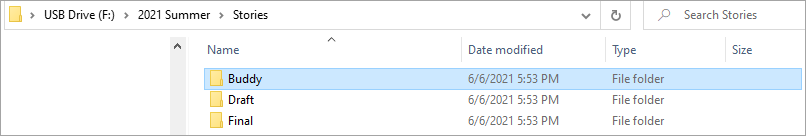 USB Drive (F:) > 2021 Summer > Stories Search Stories
Name Date modified Type Size
Buddy 6/6/2021 5:53 PM File folder
Draft 6/6/2021 5:53 PM File folder
Final 6/6/2021 5:53 PM File folder